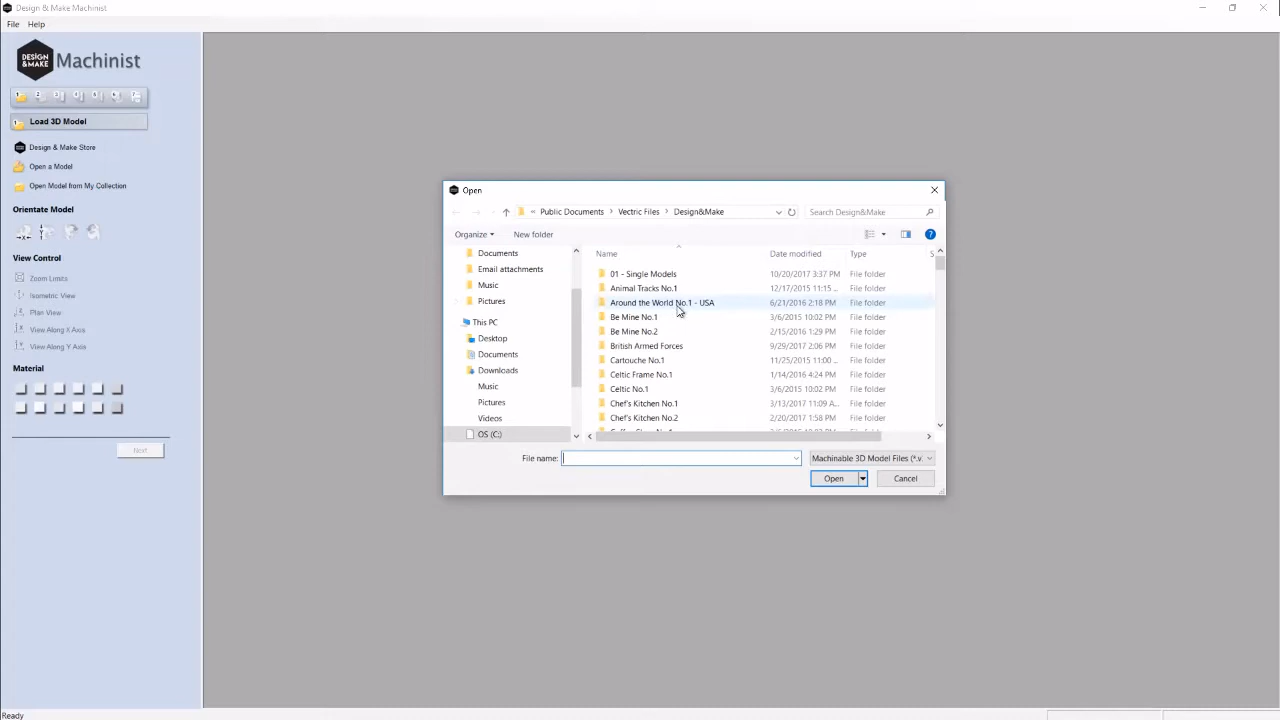 Design & Make Machinist
File Help
DESIGN &MAKE Machinist
1 2 3 4 5 6 7
1 Load 3D Model
Design & Make Store
Open a Model
Open Model from My Collection
Orientate Model
View Control
Zoom Limits
Isometric View
Plan View
View Along X Axis
View Along Y Axis
Material
Next
Open
« Public Documents > Vectric Files > Design&Make
Search Design&Make
Organize New folder
Documents
Email attachments
Music
Pictures
This PC
Desktop
Documents
Downloads
Music
Pictures
Videos
OS (C:)
Name Date modified Type S
01 - Single Models 10/20/2017 3:37 PM File folder
Animal Tracks No.1 12/17/2015 11:15 ... File folder
Around the World No.1 - USA 6/21/2016 2:18 PM File folder
Be Mine No.1 3/6/2015 10:02 PM File folder
Be Mine No.2 2/15/2016 1:29 PM File folder
British Armed Forces 9/29/2017 2:06 PM File folder
Cartouche No.1 11/25/2015 11:00 ... File folder
Celtic Frame No.1 1/14/2016 4:24 PM File folder
Celtic No.1 3/6/2015 10:02 PM File folder
Chef's Kitchen No.1 3/13/2017 11:09 A... File folder
Chef's Kitchen No.2 2/20/2017 1:58 PM File folder
File name: Machinable 3D Model Files (*.v
Open Cancel
Ready